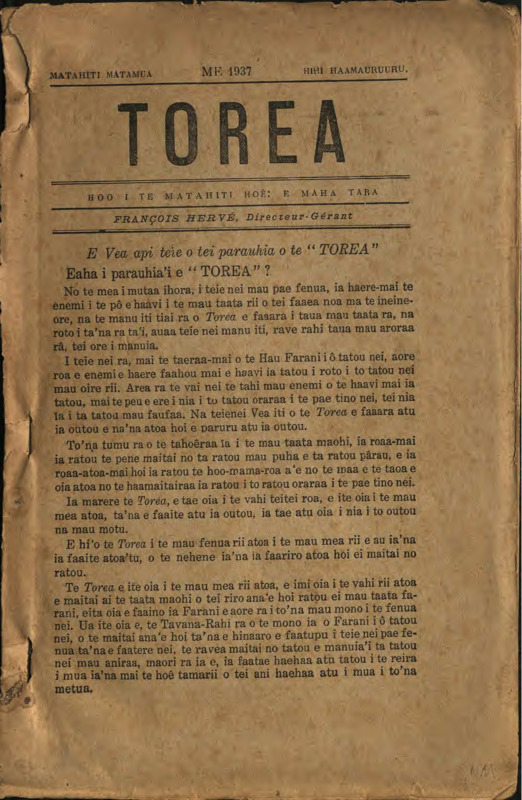 MATAHITI MATAMUA ME 1937 HIHI HAAMAURUURU.
TOREA
HOO I TE MATAHITI HOÊ: E MAHA TARA
FRANÇOIS HERVÉ, Directeur-Gérant
E Vea api teie o tei parauhia o te " TOREA "
Eaha i parauhia'i e " TOREA " ?
No te mea i mutaa ihora, i teie nei mau pae fenua, ia haere-mai te
enemi i te pô e haavi i te mau taata rii o tei faaea noa ma te ineine-
ore, na te manu iti tiai ra o Torea e faaara i taua mau taata ra, na
roto i ta'na ra ta'i, auaa teie nei manu iti, rave rahi taua mau aroraa
râ, tei ore i manuia.
I teie nei ra, mai te taeraa-mai o te Hau Farani i ô tatou nei, aore
roa e enemi e haere faahou mai e haavi ia tatou i roto i to tatou nei
mau oire rii. Area ra te vai nei te tahi mau enemi o te haavi mai ia
tatou, mai te peu e ere i nia i to tatou oraraa i te pae tino nei, tei nia
ia i ta tatou mau faufaa. Na teienei Vea iti o te Torea e faaara atu
ia outou e na'na atoa hoi e paruru atu ia outou.
To'na tumu ra o te tahoêraa ia i te mau taata maohi, ia roaa-mai
ia ratou te pene maitai no ta ratou mau puha e ta ratou pârau, e ia
roaa-atoa-mai hoi ia ratou te hoo-mama-roa a'e no te maa e te taoa e
oia atoa no te haamaitairaa ia ratou i to ratou oraraa i te pae tino nei.
Ia marere te Torea, e tae oia i te vahi teitei roa, e ite oia i te mau
mea atoa, ta'na e faaite atu ia outou, ia tae atu oia i nia i to outou
na mau motu.
E hi'o te Torea i te mau fenua rii atoa i te mau mea rii e au ia'na
ia faaite atoa'tu, o te nehene ia'na ia faariro atoa hoi ei maitai no
ratou.
Te Torea e ite oia i te mau mea rii atoa, e imi oia i te vahi rii atoa
e maitai ai te taata maohi o tei riro ana'e hoi ratou ei mau taata fa-
rani, eita oia e faaino ia Farani e aore ra i to'na mau mono i te fenua
nei. Ua ite oia e, te Tavana-Rahi ra o te mono ia o Farani i ô tatou
nei, o te maitai ana'e hoi ta'na e hinaaro e faatupu i teie nei pae fe-
nua ta'na e faatere nei, te ravea maitai no tatou e manuia'i ta tatou
nei mau aniraa, maori ra ia e, ia faatae haehaa atu tatou i te reira
i mua ia'na mai te hoê tamarii o tei ani haehaa atu i mua i to'na
metua.